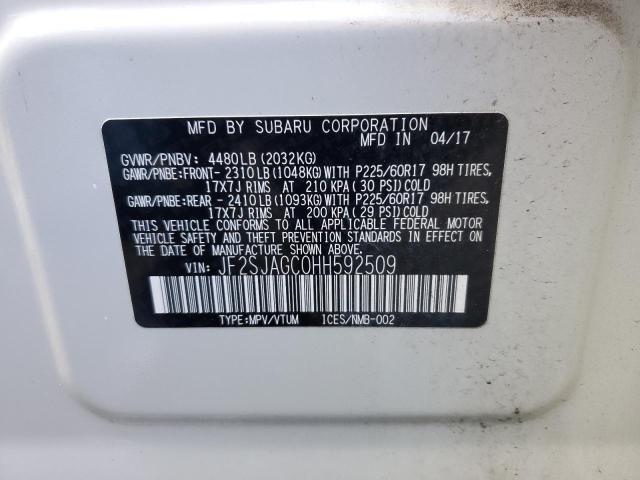 MFD BY SUBARU CORPORATION
MFD IN 04/17
GVWR/PNBV: 4480LB (2032KG)
GAWR/PNBE:FRONT- 2310LB (1048KG) WITH P225/60R17 98H TIRES,
17X7J RIMS AT 210 KPA (30 PSI) COLD
GAWR/PNBE:REAR - 2410LB (1093KG) WITH P225/60R17 98H TIRES,
17X7J RIMS AT 200 KPA (29 PSI) COLD
THIS VEHICLE CONFORMS TO ALL APPLICABLE FEDERAL MOTOR
VEHICLE SAFETY AND THEFT PREVENTION STANDARDS IN EFFECT ON
THE DATE OF MANUFACTURE SHOWN ABOVE.
VIN: JF2SJAGC0HH592509
TYPE:MPV/VTUM ICES/NMB-002